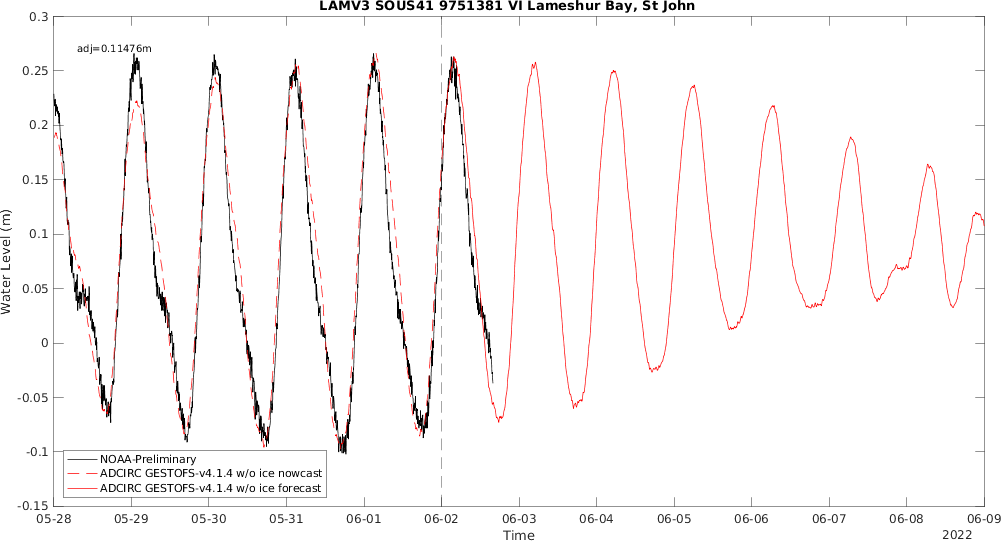 LAMV3 SOUS41 9751381 VI Lameshur Bay, St John
0.3
0.25
0.2
0.15
0.1
0.05
0
-0.05
-0.1
-0.15
Water Level (m)
adj=0.11476m
NOAA-Preliminary
ADCIRC GESTOFS-v4.1.4 w/o ice nowcast
ADCIRC GESTOFS-v4.1.4 w/o ice forecast
05-28 05-29 05-30 05-31 06-01 06-02 06-03 06-04 06-05 06-06 06-07 06-08 06-09
Time
2022